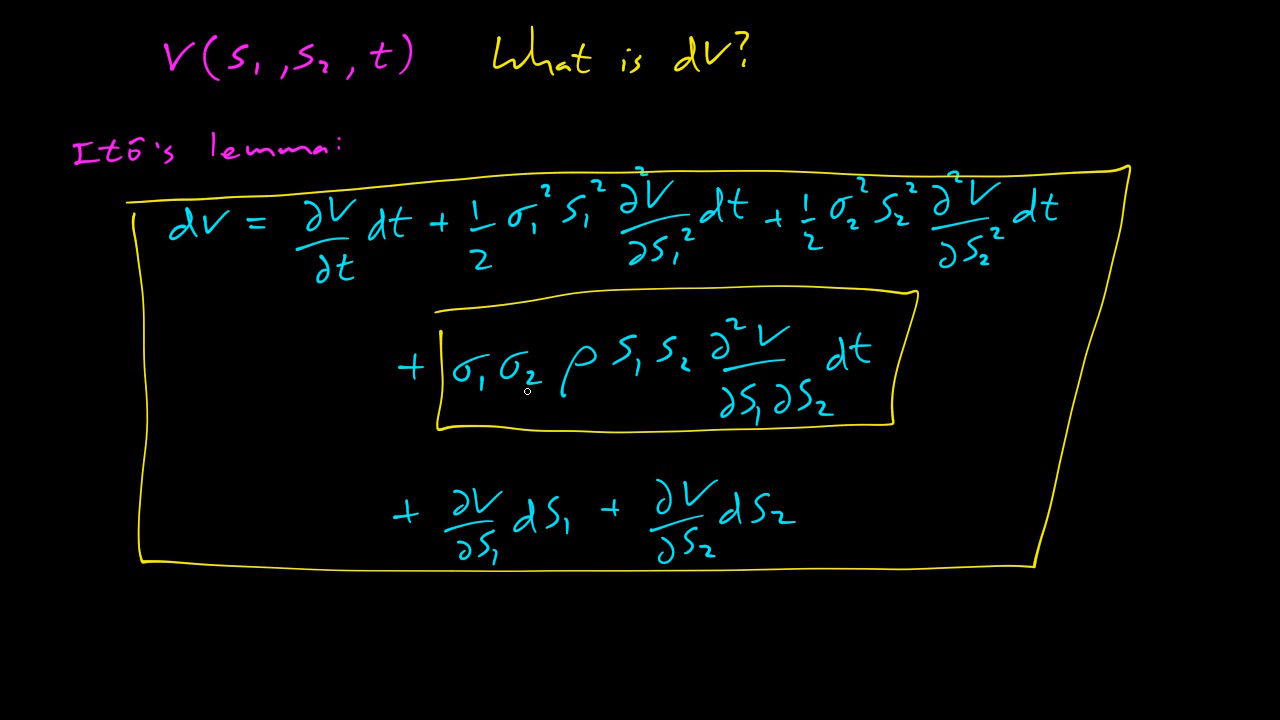 V(S₁,S₂,t) What is dV?
Itō's lemma:
dV = ∂V/∂t dt + 1/2 σ₁² S₁² ∂²V/∂S₁² dt + 1/2 σ₂² S₂² ∂²V/∂S₂² dt
+ σ₁ σ₂ ρ S₁ S₂ ∂²V/∂S₁∂S₂ dt
+ ∂V/∂S₁ dS₁ + ∂V/∂S₂ dS₂